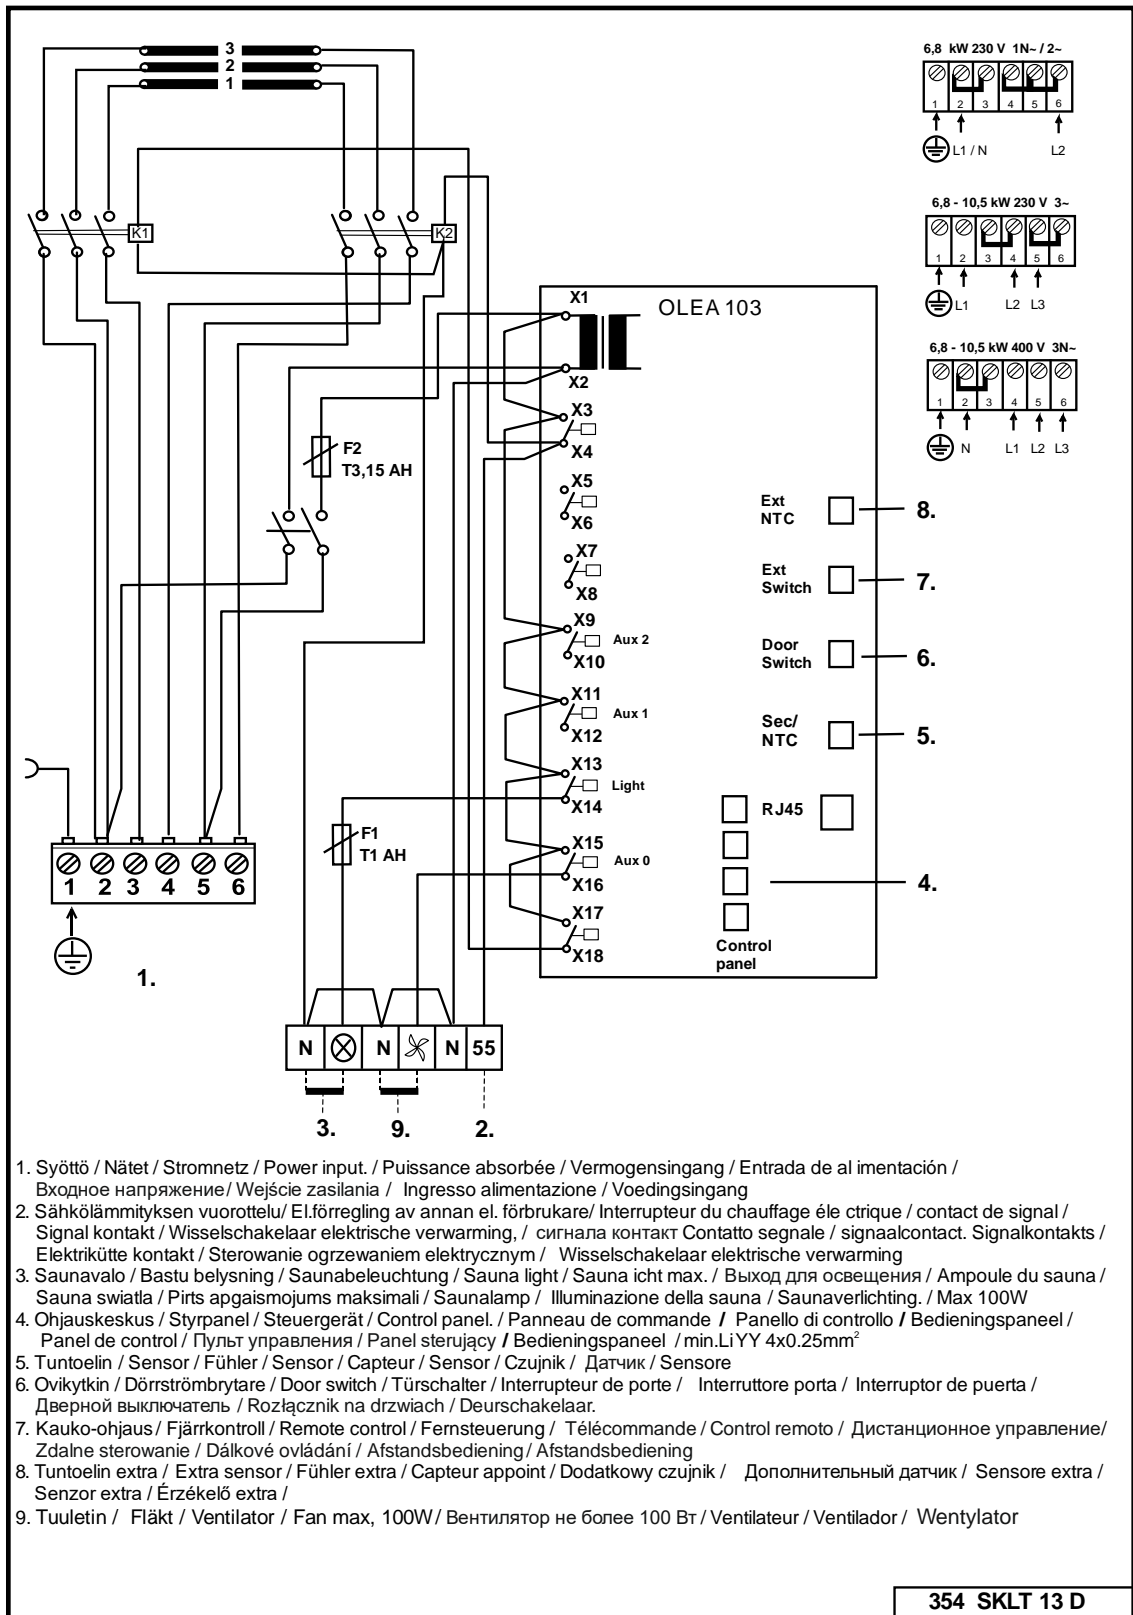 3
2
1
K1
K2
6,8 kW 230 V 1N~ / 2~
1 2 3 4 5 6
L1 / N L2
6,8 - 10,5 kW 230 V 3~
1 2 3 4 5 6
L1 L2 L3
6,8 - 10,5 kW 400 V 3N~
1 2 3 4 5 6
N L1 L2 L3
OLEA 103
X1
X2
X3
X4
X5
X6
X7
X8
X9
Aux 2
X10
X11
Aux 1
X12
X13
Light
X14
X15
Aux 0
X16
X17
X18
F2
T3,15 AH
F1
T1 AH
Ext
NTC
8.
Ext
Switch
7.
Door
Switch
6.
Sec/
NTC
5.
RJ45
4.
Control
panel
1 2 3 4 5 6
1.
N N N 55
3. 9. 2.
1. Syöttö / Nätet / Stromnetz / Power input. / Puissance absorbée / Vermogensingang / Entrada de al imentación /
Входное напряжение / Wejście zasilania / Ingresso alimentazione / Voedingsingang
2. Sähkölämmityksen vuorottelu/ El.förregling av annan el. förbrukare/ Interrupteur du chauffage éle ctrique / contact de signal /
Signal kontakt / Wisselschakelaar elektrische verwarming, / сигнала контакт Contatto segnale / signaalcontact. Signalkontakts /
Elektrikütte kontakt / Sterowanie ogrzewaniem elektrycznym / Wisselschakelaar elektrische verwarming
3. Saunavalo / Bastu belysning / Saunabeleuchtung / Sauna light / Sauna icht max. / Выход для освещения / Ampoule du sauna /
Sauna swiatla / Pirts apgaismojums maksimali / Saunalamp / Illuminazione della sauna / Saunaverlichting. / Max 100W
4. Ohjauskeskus / Styrpanel / Steuergerät / Control panel. / Panneau de commande / Panello di controllo / Bedieningspaneel /
Panel de control / Пульт управления / Panel sterujący / Bedieningspaneel / min.LiYY 4x0.25mm²
5. Tuntoelin / Sensor / Fühler / Sensor / Capteur / Sensor / Czujnik / Датчик / Sensore
6. Ovikytkin / Dörrströmbrytare / Door switch / Türschalter / Interrupteur de porte / Interruttore porta / Interruptor de puerta /
Дверной выключатель / Rozłącznik na drzwiach / Deurschakelaar.
7. Kauko-ohjaus / Fjärrkontroll / Remote control / Fernsteuerung / Télécommande / Control remoto / Дистанционное управление/
Zdalne sterowanie / Dálkové ovládání / Afstandsbediening / Afstandsbediening
8. Tuntoelin extra / Extra sensor / Fühler extra / Capteur appoint / Dodatkowy czujnik / Дополнительный датчик / Sensore extra /
Senzor extra / Érzékelő extra /
9. Tuuletin / Fläkt / Ventilator / Fan max, 100W / Вентилятор не более 100 Вт / Ventilateur / Ventilador / Wentylator
354 SKLT 13 D